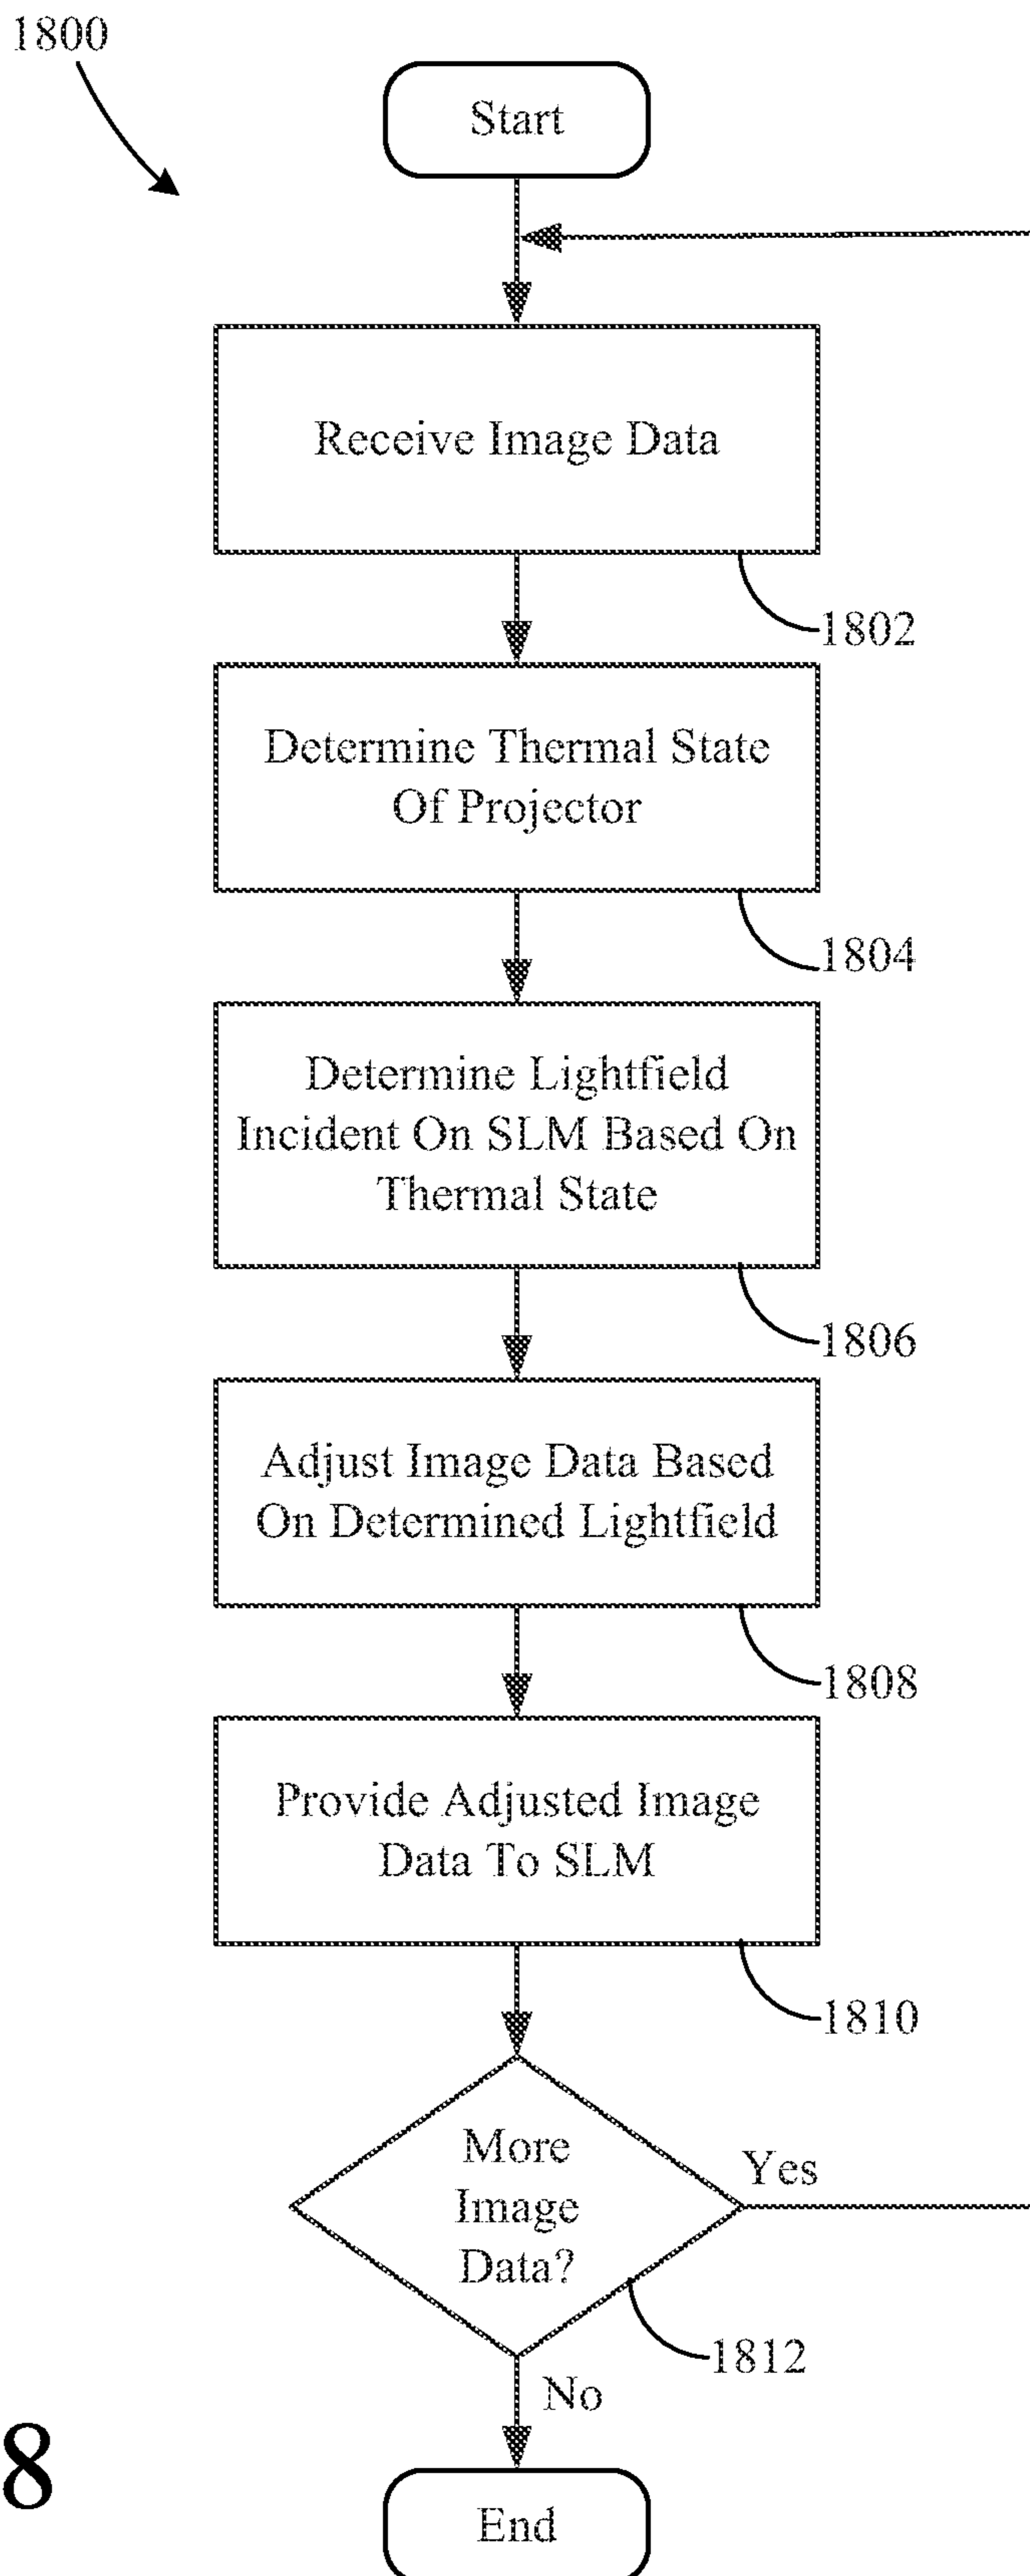 1800
Start
Receive Image Data
1802
Determine Thermal State
Of Projector
1804
Determine Lightfield
Incident On SLM Based On
Thermal State
1806
Adjust Image Data Based
On Determined Lightfield
1808
Provide Adjusted Image
Data To SLM
1810
More
Image
Data?
Yes
1812
No
8
End